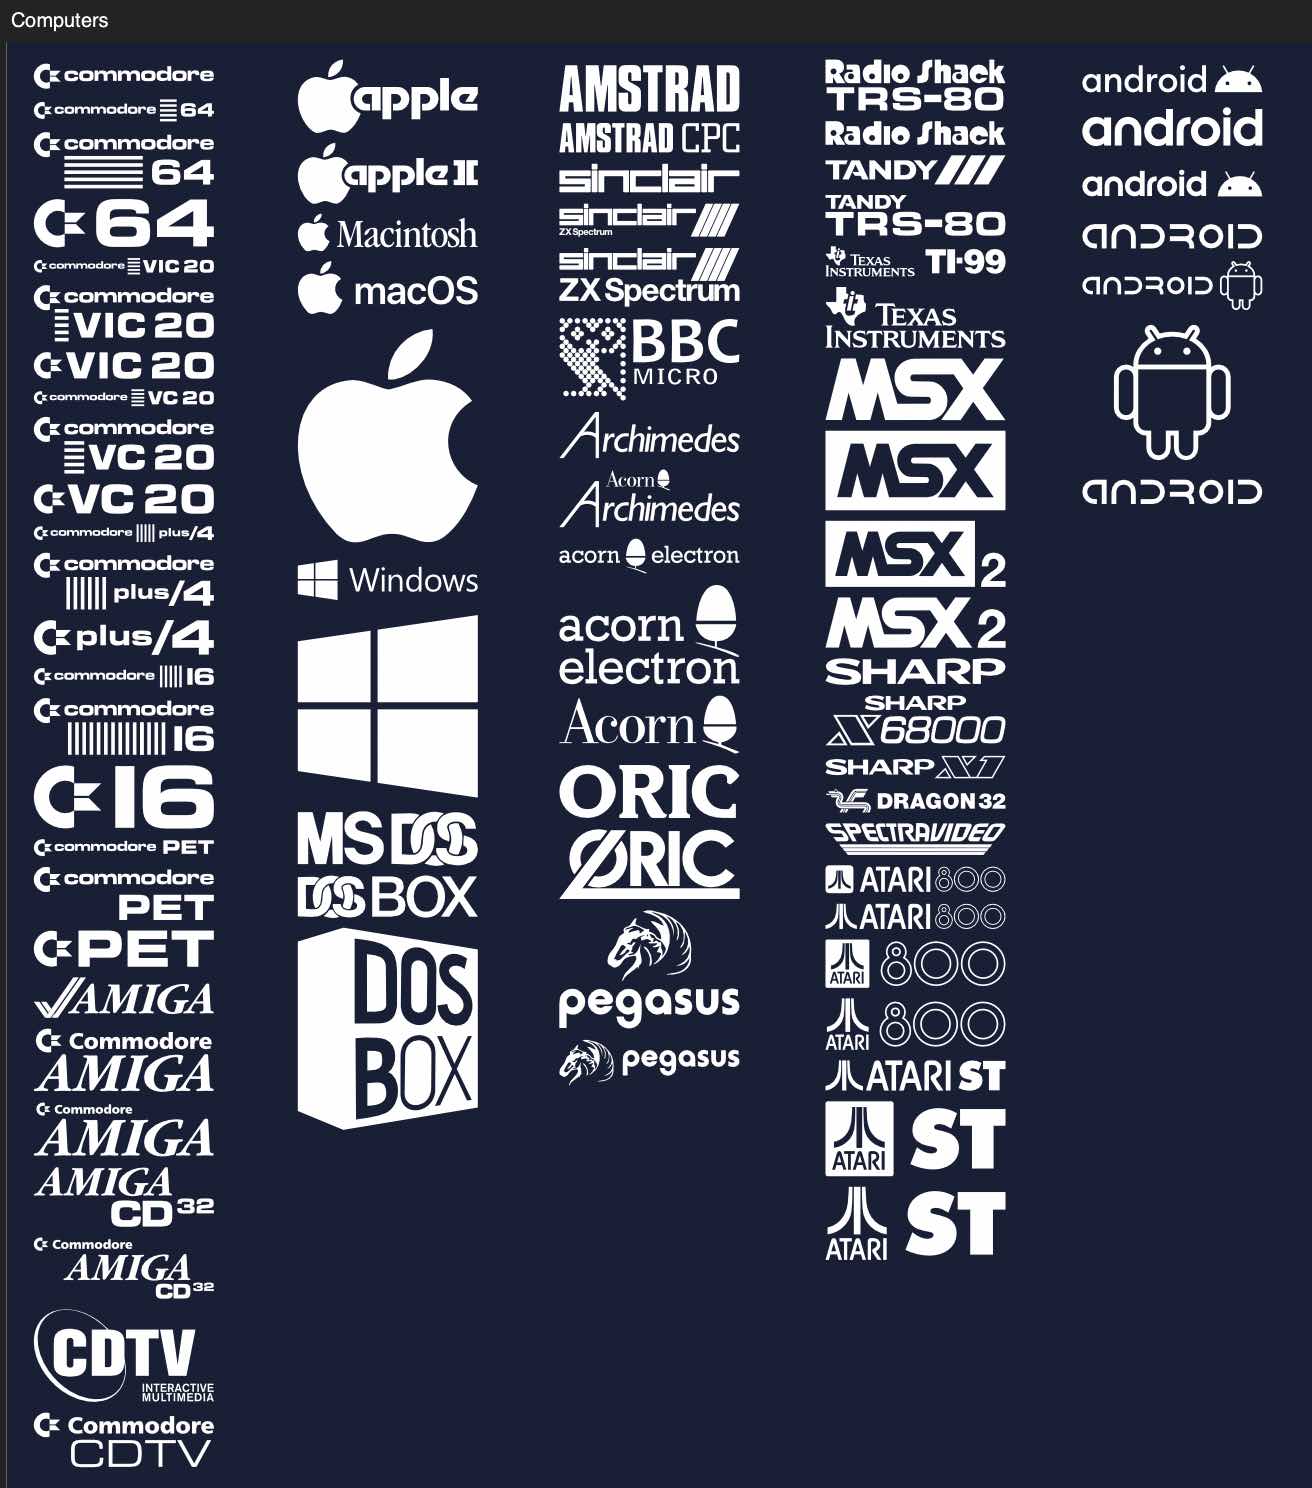 Computers
commodore
commodore 64
commodore
64
64
commodore VIC 20
commodore
VIC 20
VIC 20
commodore VC 20
commodore
VC 20
VC 20
commodore plus/4
commodore
plus/4
plus/4
commodore 16
commodore
16
16
commodore PET
commodore
PET
PET
AMIGA
Commodore
AMIGA
Commodore
AMIGA
AMIGA
CD32
Commodore
AMIGA
CD32
CDTV
INTERACTIVE
MULTIMEDIA
Commodore
CDTV
apple
apple II
Macintosh
macOS
Windows
MS DOS
DOS BOX
DOS
BOX
AMSTRAD
AMSTRAD CPC
sinclair
sinclair
ZX Spectrum
sinclair
ZX Spectrum
BBC
MICRO
Archimedes
Acorn
Archimedes
acorn electron
acorn
electron
Acorn
ORIC
ORIC
pegasus
pegasus
Radio Shack
TRS-80
Radio Shack
TANDY
TANDY
TRS-80
TEXAS
INSTRUMENTS
TI-99
TEXAS
INSTRUMENTS
MSX
MSX
MSX 2
MSX 2
SHARP
SHARP
X68000
SHARP X1
DRAGON 32
SPECTRAVIDEO
ATARI 800
ATARI 800
ATARI 800
ATARI 800
ATARI ST
ATARI ST
ATARI ST
android
android
android
ANDROID
ANDROID
ANDROID